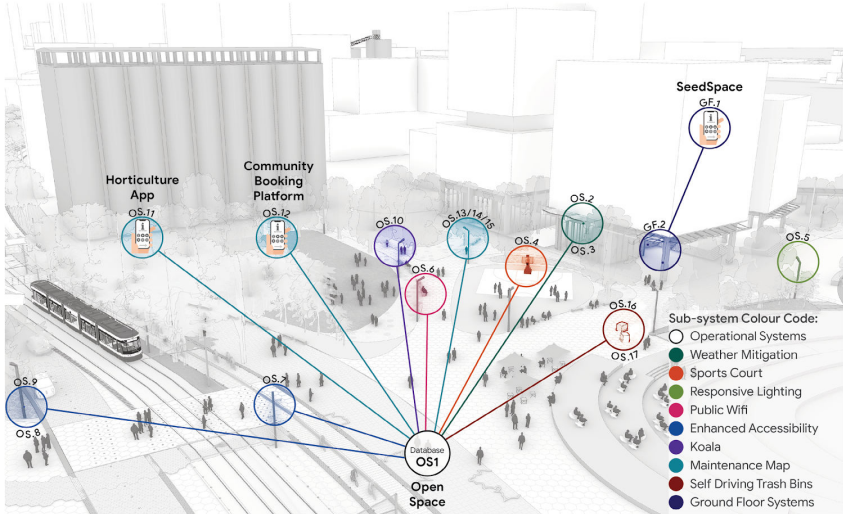 SeedSpace
GF.1
Horticulture
App
OS.11
Community
Booking
Platform
OS.12
OS.10
OS.13/14/15
OS.2
OS.3
OS.4
OS.6
GF.2
OS.5
OS.16
OS.17
OS.9
OS.8
OS.7
Database
OS1
Open
Space
Sub-system Colour Code:
Operational Systems
Weather Mitigation
$ports Court
Responsive Lighting
Public Wifi
Enhanced Accessibility
Koala
Maintenance Map
Self Driving Trash Bins
Ground Floor Systems